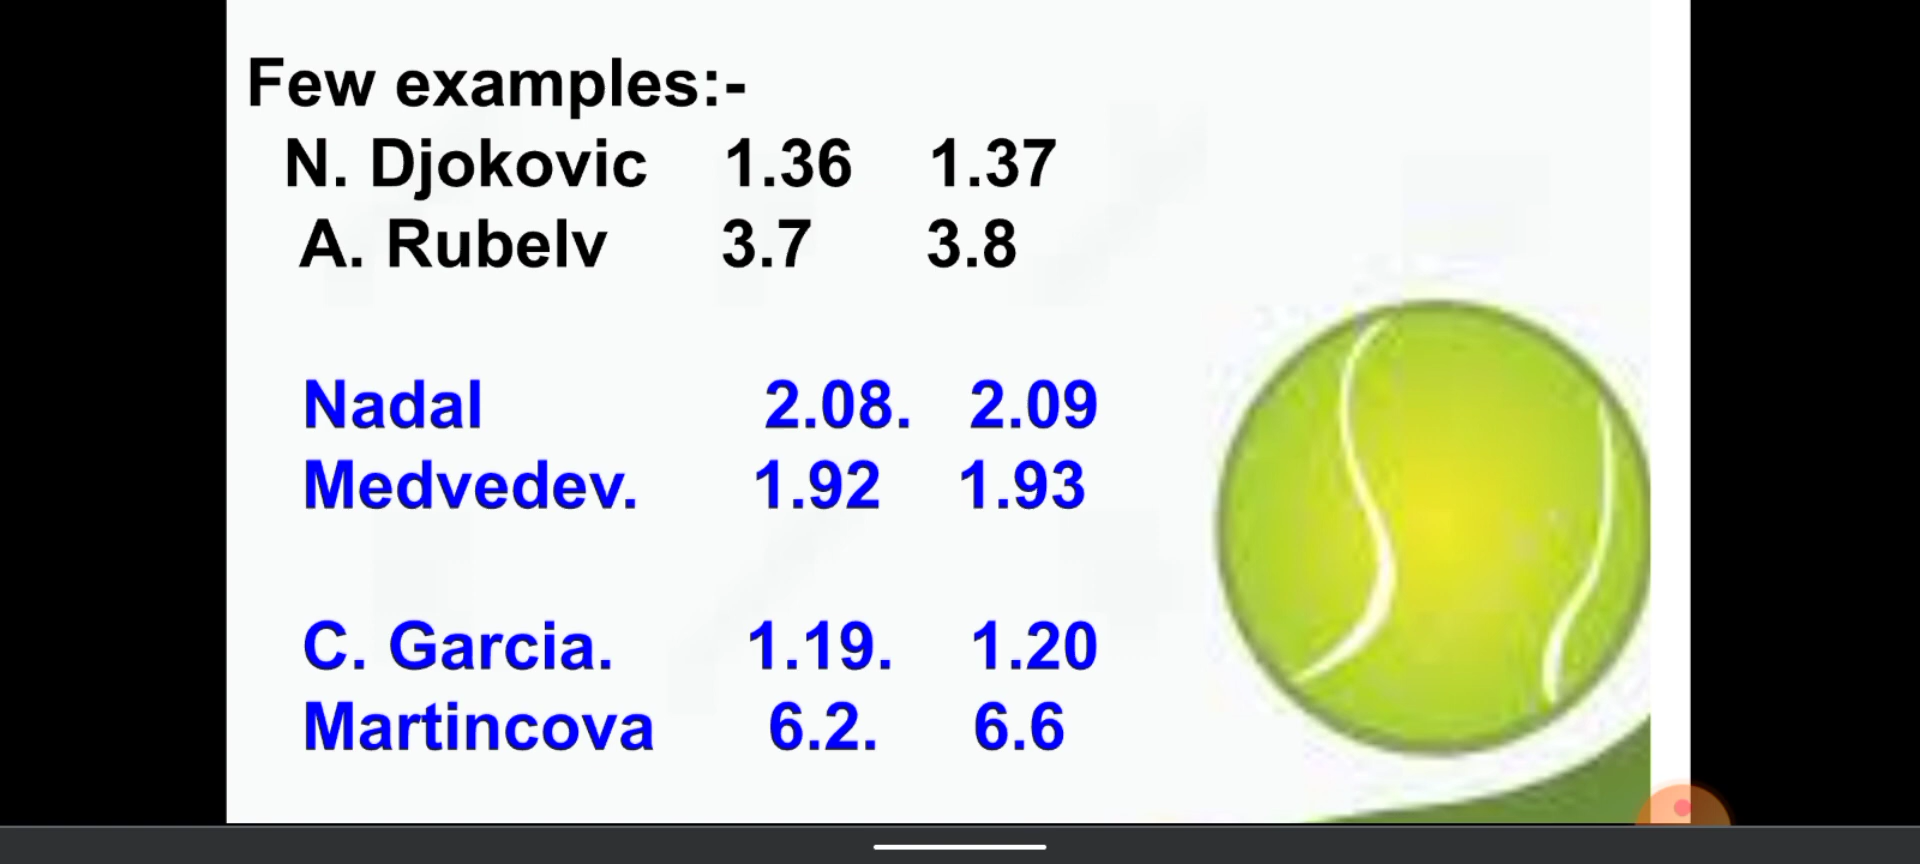 Few examples:-
N. Djokovic 1.36 1.37
A. Rubelv 3.7 3.8
Nadal 2.08. 2.09
Medvedev. 1.92 1.93
C. Garcia. 1.19. 1.20
Martincova 6.2. 6.6